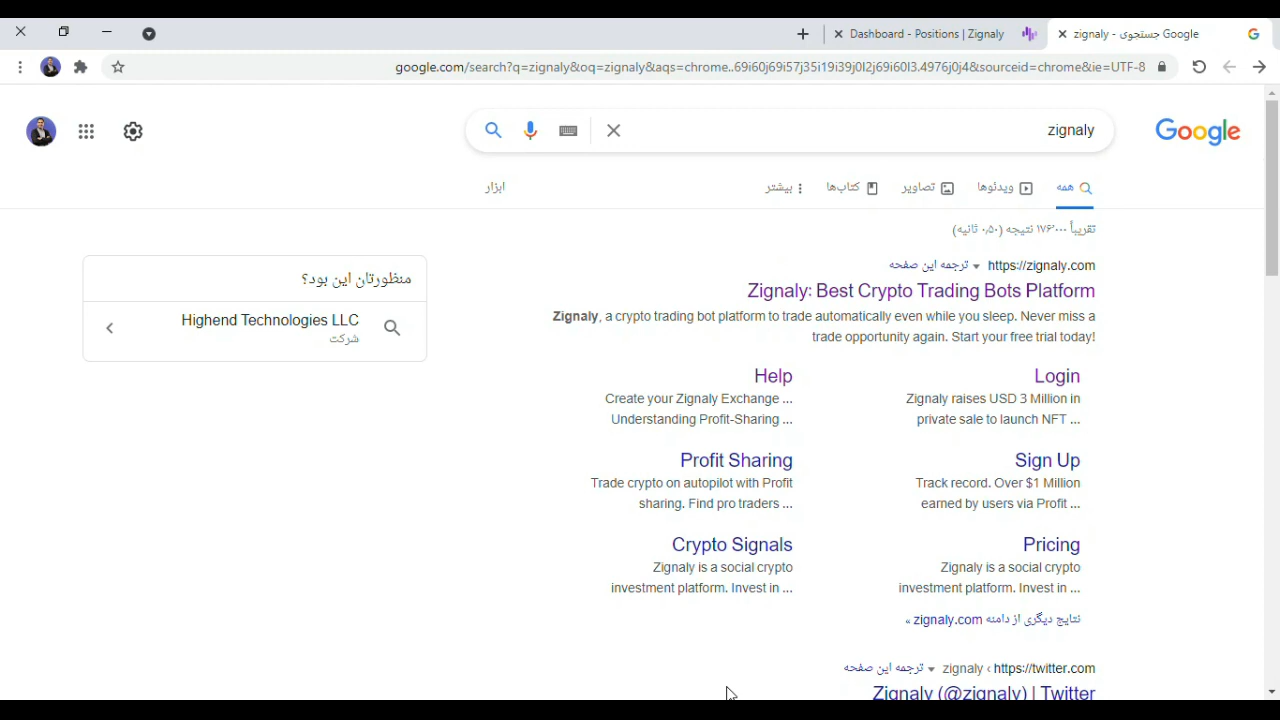 Dashboard - Positions | Zignaly
zignaly - جستجوی Google
google.com/search?q=zignaly&oq=zignaly&aqs=chrome..69i60j69i57j35i19i39j0l2j69i60l3.4976j0j4&sourceid=chrome&ie=UTF-8
zignaly
Google
همه
ویدئوها
تصاویر
کتاب‌ها
بیشتر
ابزار
تقریباً ۱۷۶٬۰۰۰ نتیجه (۰.۵۰ ثانیه)
https://zignaly.com ترجمه این صفحه
Zignaly: Best Crypto Trading Bots Platform
Zignaly, a crypto trading bot platform to trade automatically even while you sleep. Never miss a
trade opportunity again. Start your free trial today!
Login
Zignaly raises USD 3 Million in
private sale to launch NFT ...
Help
Create your Zignaly Exchange ...
Understanding Profit-Sharing ...
Sign Up
Track record. Over $1 Million
earned by users via Profit ...
Profit Sharing
Trade crypto on autopilot with Profit
sharing. Find pro traders ...
Pricing
Zignaly is a social crypto
investment platform. Invest in ...
Crypto Signals
Zignaly is a social crypto
investment platform. Invest in ...
نتایج دیگری از دامنه zignaly.com »
https://twitter.com › zignaly ترجمه این صفحه
Zignaly (@zignaly) | Twitter
منظورتان این بود؟
Highend Technologies LLC
شرکت